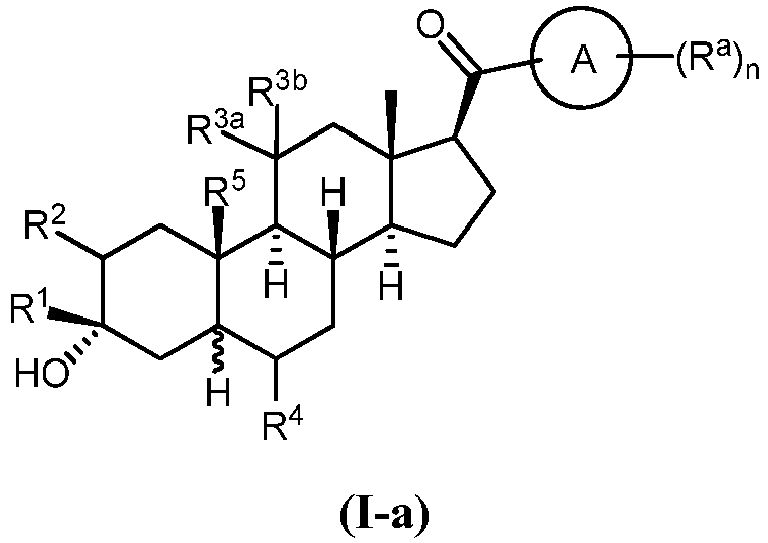 O
A
(Rᵃ)ₙ
R³ᵇ
R³ᵃ
R⁵
H
R²
H
H
R¹
HO
H
R⁴
(I-a)